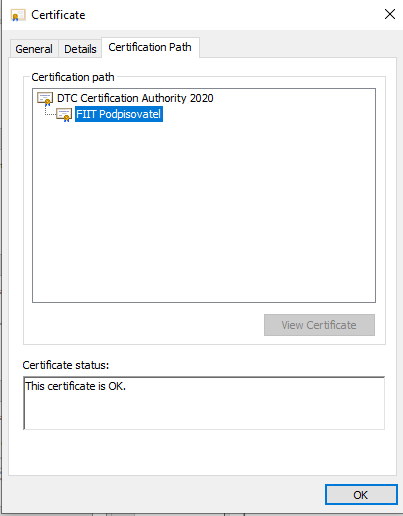 Certificate
General Details Certification Path
Certification path
DTC Certification Authority 2020
FIIT Podpisovatel
View Certificate
Certificate status:
This certificate is OK.
OK